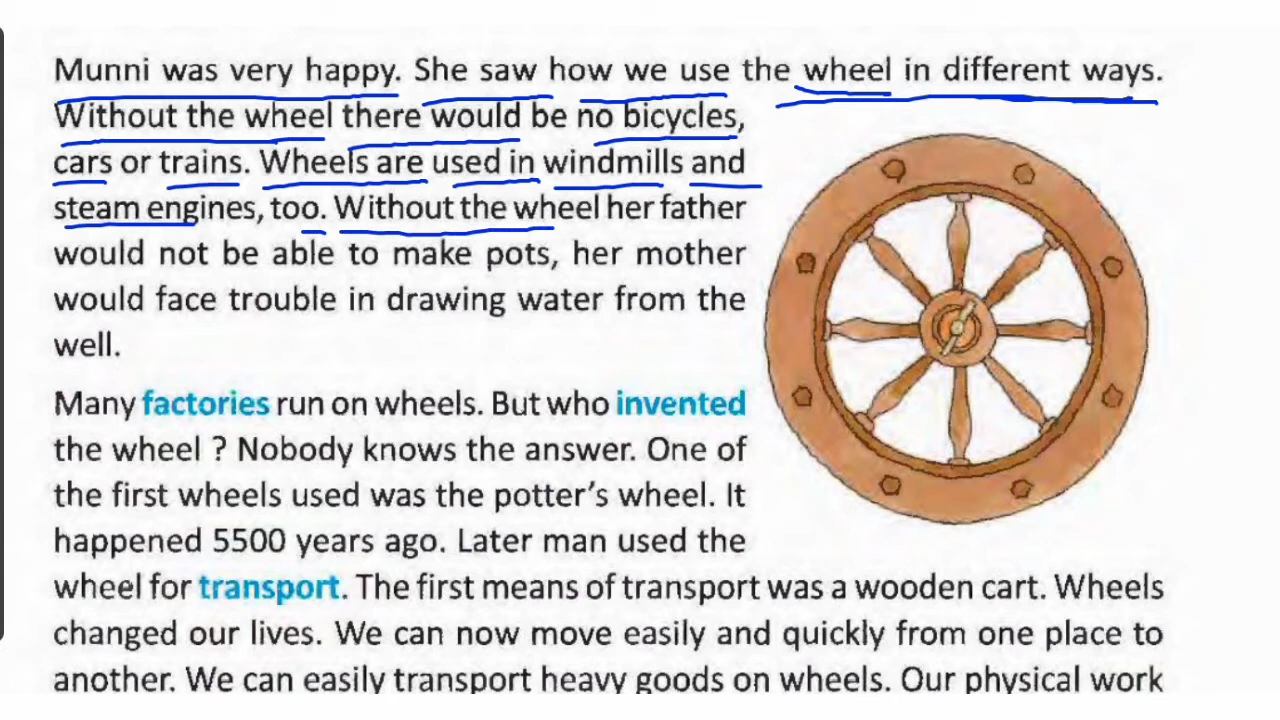 Munni was very happy. She saw how we use the wheel in different ways.
Without the wheel there would be no bicycles,
cars or trains. Wheels are used in windmills and
steam engines, too. Without the wheel her father
would not be able to make pots, her mother
would face trouble in drawing water from the
well.
Many factories run on wheels. But who invented
the wheel ? Nobody knows the answer. One of
the first wheels used was the potter's wheel. It
happened 5500 years ago. Later man used the
wheel for transport. The first means of transport was a wooden cart. Wheels
changed our lives. We can now move easily and quickly from one place to
another. We can easily transport heavy goods on wheels. Our physical work